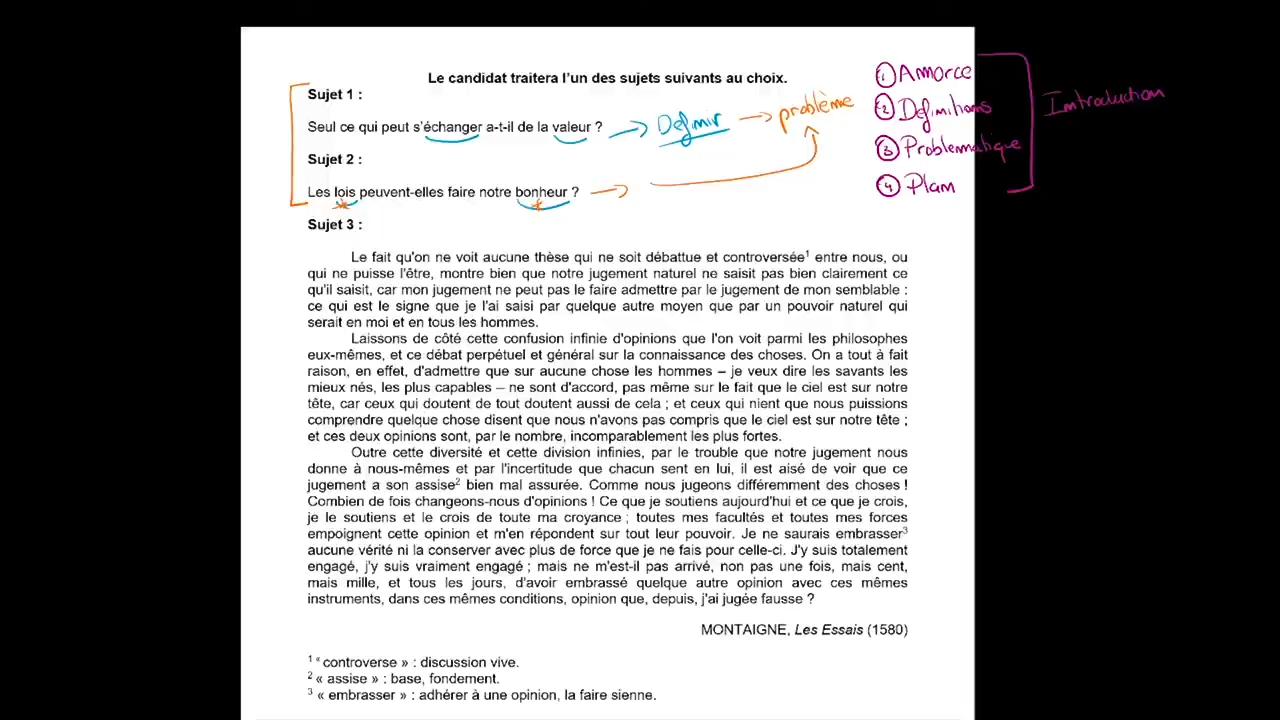 Le candidat traitera l'un des sujets suivants au choix.
Sujet 1 :
Seul ce qui peut s'échanger a-t-il de la valeur ?
Définir
problème
Sujet 2 :
Les lois peuvent-elles faire notre bonheur ?
① Amorce
② Définitions
③ Problématique
④ Plan
Introduction
Sujet 3 :
Le fait qu'on ne voit aucune thèse qui ne soit débattue et controversée¹ entre nous, ou
qui ne puisse l'être, montre bien que notre jugement naturel ne saisit pas bien clairement ce
qu'il saisit, car mon jugement ne peut pas le faire admettre par le jugement de mon semblable :
ce qui est le signe que je l'ai saisi par quelque autre moyen que par un pouvoir naturel qui
serait en moi et en tous les hommes.
Laissons de côté cette confusion infinie d'opinions que l'on voit parmi les philosophes
eux-mêmes, et ce débat perpétuel et général sur la connaissance des choses. On a tout à fait
raison, en effet, d'admettre que sur aucune chose les hommes – je veux dire les savants les
mieux nés, les plus capables – ne sont d'accord, pas même sur le fait que le ciel est sur notre
tête, car ceux qui doutent de tout doutent aussi de cela ; et ceux qui nient que nous puissions
comprendre quelque chose disent que nous n'avons pas compris que le ciel est sur notre tête ;
et ces deux opinions sont, par le nombre, incomparablement les plus fortes.
Outre cette diversité et cette division infinies, par le trouble que notre jugement nous
donne à nous-mêmes et par l'incertitude que chacun sent en lui, il est aisé de voir que ce
jugement a son assise² bien mal assurée. Comme nous jugeons différemment des choses !
Combien de fois changeons-nous d'opinions ! Ce que je soutiens aujourd'hui et ce que je crois,
je le soutiens et le crois de toute ma croyance ; toutes mes facultés et toutes mes forces
empoignent cette opinion et m'en répondent sur tout leur pouvoir. Je ne saurais embrasser³
aucune vérité ni la conserver avec plus de force que je ne fais pour celle-ci. J'y suis totalement
engagé, j'y suis vraiment engagé ; mais ne m'est-il pas arrivé, non pas une fois, mais cent,
mais mille, et tous les jours, d'avoir embrassé quelque autre opinion avec ces mêmes
instruments, dans ces mêmes conditions, opinion que, depuis, j'ai jugée fausse ?
MONTAIGNE, Les Essais (1580)
¹ « controverse » : discussion vive.
² « assise » : base, fondement.
³ « embrasser » : adhérer à une opinion, la faire sienne.